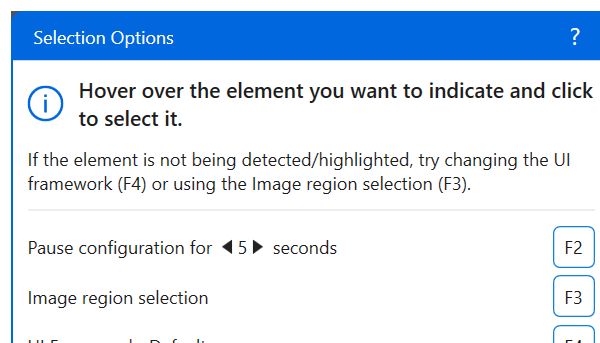 Selection Options ?
Hover over the element you want to indicate and click
to select it.
If the element is not being detected/highlighted, try changing the UI
framework (F4) or using the Image region selection (F3).
Pause configuration for ◀ 5 ▶ seconds F2
Image region selection F3